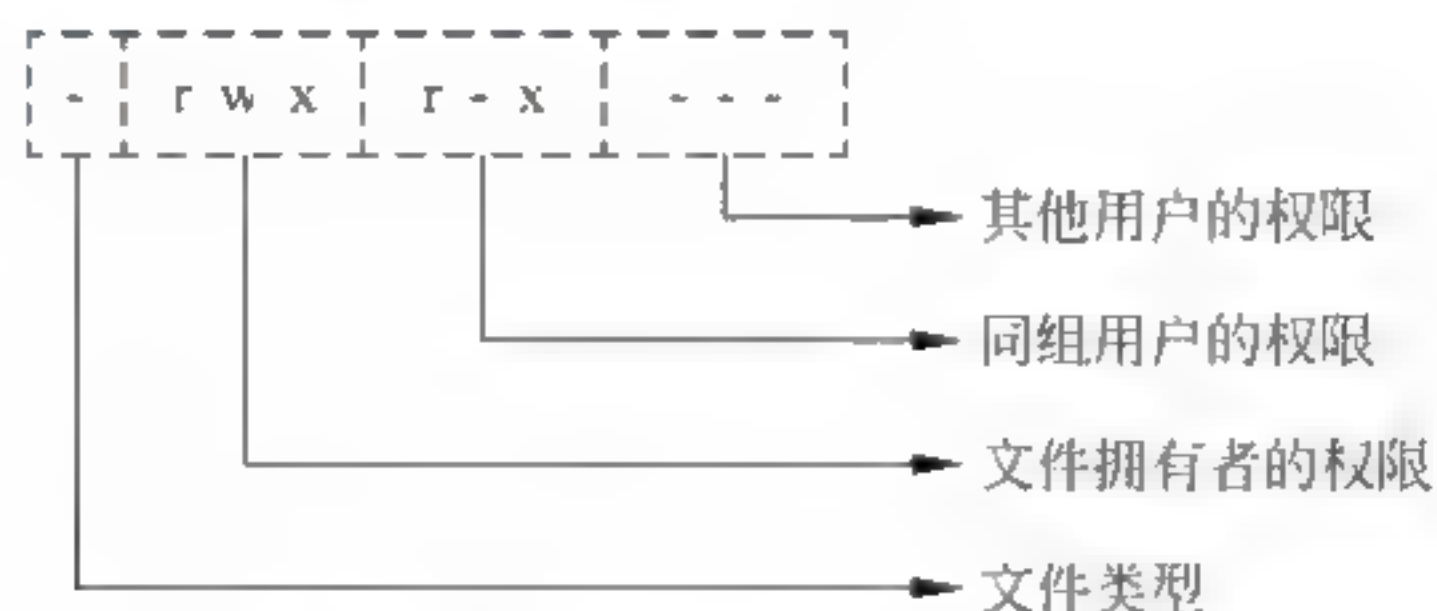 - r w x r - x - - -
其他用户的权限
同组用户的权限
文件拥有者的权限
文件类型